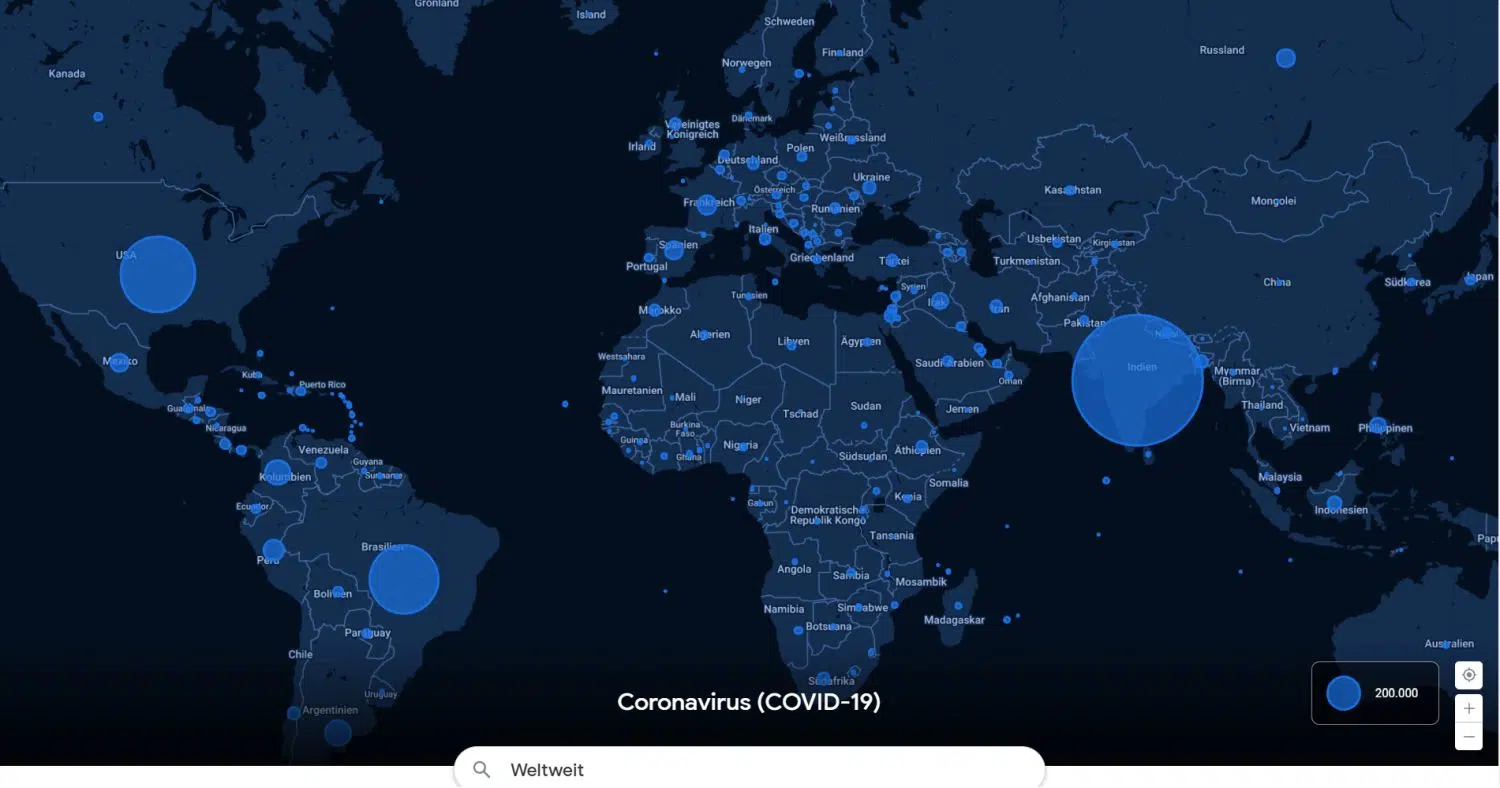 Grönland
Island
Schweden
Kanada
Norwegen
Finnland
Russland
Vereinigtes
Königreich
Dänemark
Irland
Weißrussland
Polen
Deutschland
Ukraine
Österreich
Kasachstan
Mongolei
Frankreich
Rumänien
Italien
Spanien
Usbekistan
Kirgisistan
USA
Griechenland
Türkei
Turkmenistan
Portugal
China
Südkorea
Japan
Syrien
Tunesien
Irak
Iran
Afghanistan
Marokko
Pakistan
Algerien
Libyen
Ägypten
Nepal
Westsahara
Mexiko
Saudi-Arabien
Indien
Kuba
Puerto Rico
Oman
Myanmar
(Birma)
Mauretanien
Mali
Niger
Guatemala
Sudan
Jemen
Thailand
Tschad
Nicaragua
Burkina
Faso
Vietnam
Philippinen
Guinea
Nigeria
Venezuela
Ghana
Südsudan
Äthiopien
Guyana
Kolumbien
Suriname
Malaysia
Somalia
Ecuador
Gabun
Kenia
Demokratische
Republik Kongo
Indonesien
Tansania
Papu
Brasilien
Peru
Angola
Sambia
Mosambik
Bolivien
Namibia
Simbabwe
Madagaskar
Botsuana
Paraguay
Chile
Australien
Südafrika
Uruguay
Argentinien
Coronavirus (COVID-19)
200.000
Weltweit